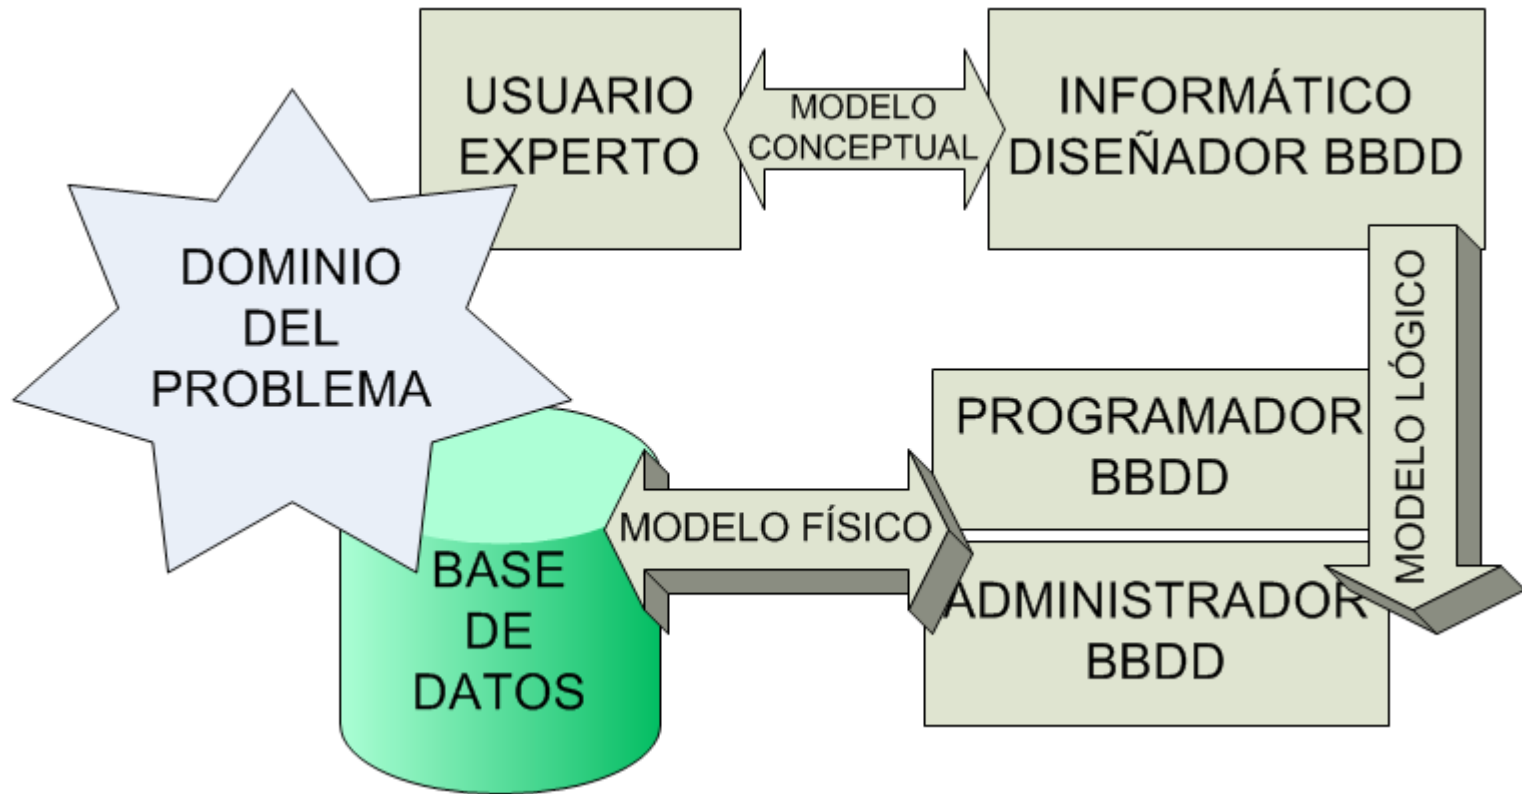 USUARIO
EXPERTO
MODELO
CONCEPTUAL
INFORMÁTICO
DISEÑADOR BBDD
DOMINIO
DEL
PROBLEMA
MODELO LÓGICO
PROGRAMADOR
BBDD
MODELO FÍSICO
ADMINISTRADOR
BBDD
BASE
DE
DATOS